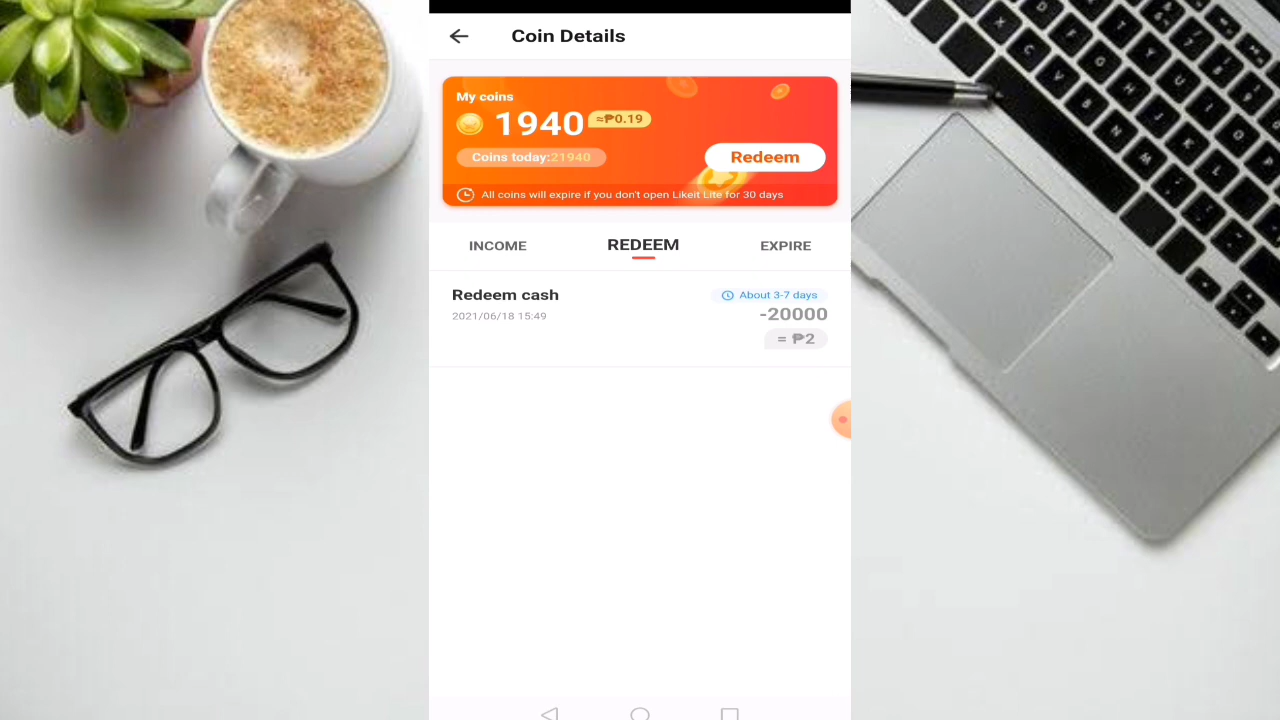 Coin Details
My coins
1940 ≈₱0.19
Coins today:21940
Redeem
All coins will expire if you don't open Likeit Lite for 30 days
INCOME REDEEM EXPIRE
Redeem cash About 3-7 days
2021/06/18 15:49 -20000
= ₱2